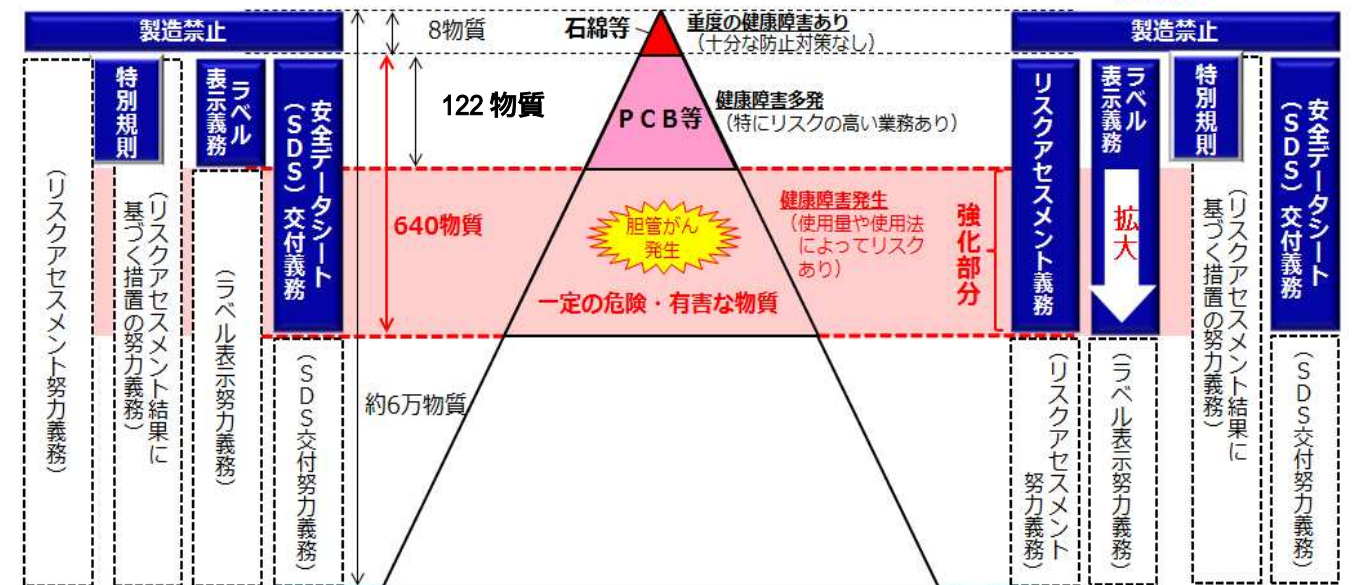 製造禁止
(リスクアセスメント努力義務)
特別規則
(リスクアセスメント結果に
基づく措置の努力義務)
ラベル
表示義務
(ラベル表示努力義務)
安全データシート
(SDS)交付義務
(SDS交付努力義務)
8物質
122 物質
640物質
約6万物質
石綿等
重度の健康障害あり
(十分な防止対策なし)
PCB等
健康障害多発
(特にリスクの高い業務あり)
胆管がん
発生
健康障害発生
(使用量や使用法
によってリスク
あり)
一定の危険・有害な物質
強化部分
製造禁止
リスクアセスメント義務
(リスクアセスメント
努力義務)
ラベル
表示義務
拡大
(ラベル表示努力義務)
特別規則
(リスクアセスメント結果に
基づく措置の努力義務)
安全データシート
(SDS)交付義務
(SDS交付努力義務)